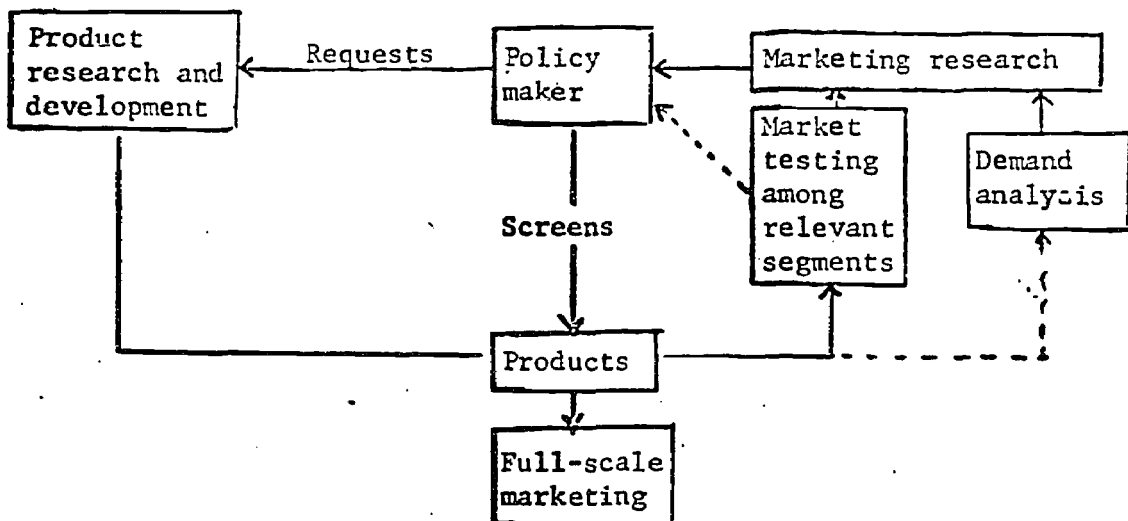 Product
research and
development
Requests
Policy
maker
Marketing research
Market
testing
among
relevant
segments
Demand
analysis
Screens
Products
Full-scale
marketing